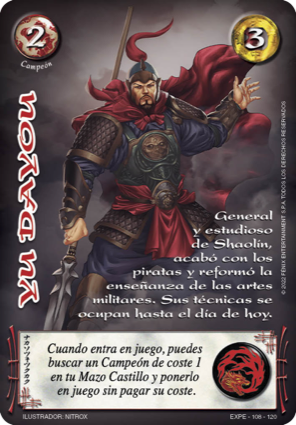 2
Campeón
3
YU DAYOU
General
y estudioso
de Shaolin,
acabó con los
piratas y reformó la
enseñanza de las artes
militares. Sus técnicas se
ocupan hasta el día de hoy.
Cuando entra en juego, puedes
buscar un Campeón de coste 1
en tu Mazo Castillo y ponerlo
en juego sin pagar su coste.
ILUSTRADOR: NITROX
EXPE - 106 - 120
© 2022 FENIX ENTERTAINMENT S.P.A. TODOS LOS DERECHOS RESERVADOS